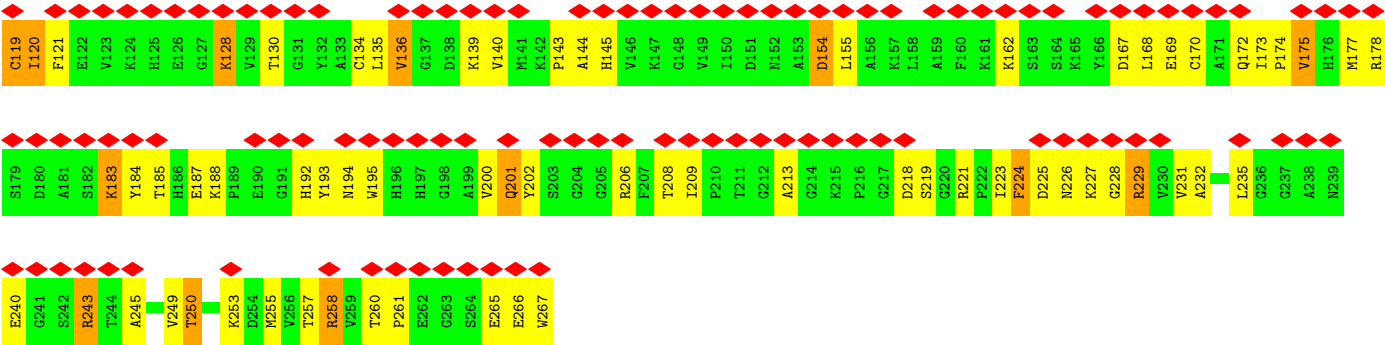 C119 I120 F121 E122 V123 K124 H125 E126 G127 K128 V129 T130 G131 Y132 A133 C134 L135 V136 G137 D138 K139 V140 M141 K142 P143 A144 H145 V146 K147 G148 V149 I150 D151 N152 A153 D154 L155 A156 K157 L158 A159 F160 K161 K162 S163 S164 K165 Y166 D167 L168 E169 C170 A171 Q172 I173 P174 V175 H176 M177 R178
S179 D180 A181 S182 K183 Y184 T185 H186 E187 K188 P189 E190 G191 H192 Y193 N194 W195 H196 H197 G198 A199 V200 Q201 Y202 S203 G204 G205 R206 F207 T208 I209 P210 T211 G212 A213 G214 K215 P216 G217 D218 S219 G220 R221 P222 I223 F224 D225 N226 K227 G228 R229 V230 V231 A232 L235 G236 G237 A238 N239
E240 G241 S242 R243 T244 A245 V249 T250 K253 D254 M255 V256 T257 R258 V259 T260 P261 E262 G263 S264 E265 E266 W267